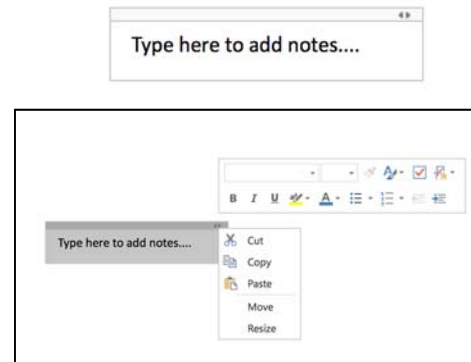 Type here to add notes....
B I U A
Type here to add notes....
Cut
Copy
Paste
Move
Resize